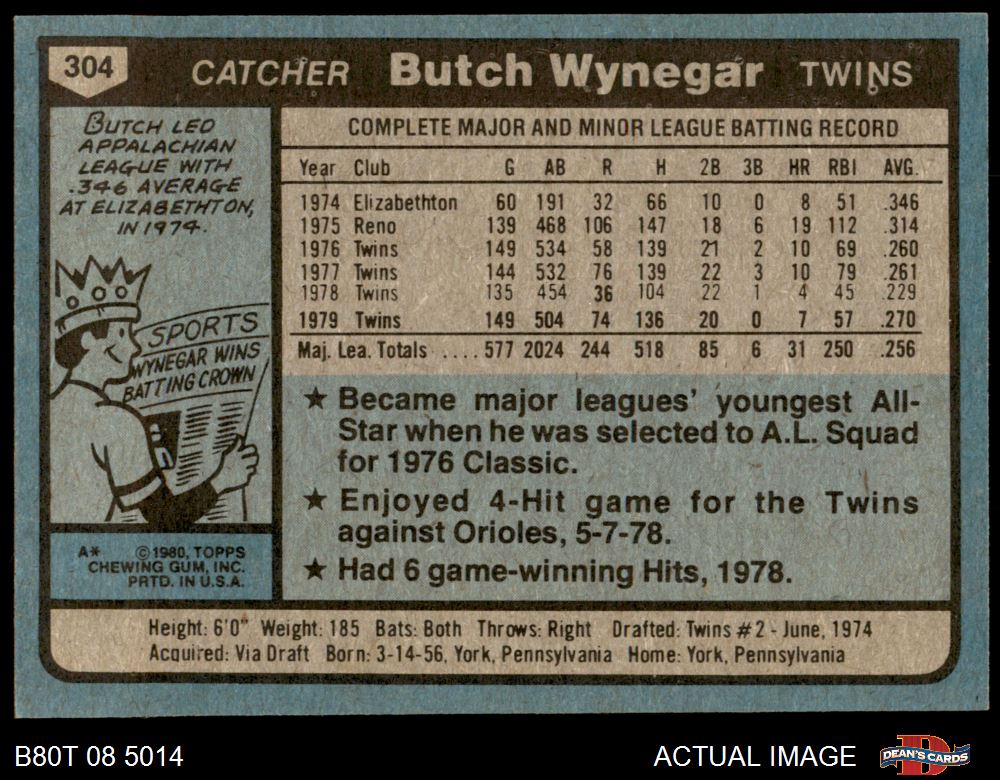 304 CATCHER Butch Wynegar TWINS
BUTCH LED
APPALACHIAN
LEAGUE WITH
.346 AVERAGE
AT ELIZABETHTON,
IN 1974.
SPORTS
WYNEGAR WINS
BATTING CROWN
A* ©1980, TOPPS
CHEWING GUM, INC.
PRTD. IN U.S.A.
COMPLETE MAJOR AND MINOR LEAGUE BATTING RECORD
Year Club G AB R H 2B 3B HR RBI AVG.
1974 Elizabethton 60 191 32 66 10 0 8 51 .346
1975 Reno 139 468 106 147 18 6 19 112 .314
1976 Twins 149 534 58 139 21 2 10 69 .260
1977 Twins 144 532 76 139 22 3 10 79 .261
1978 Twins 135 454 36 104 22 1 4 45 .229
1979 Twins 149 504 74 136 20 0 7 57 .270
Maj. Lea. Totals .... 577 2024 244 518 85 6 31 250 .256
★ Became major leagues' youngest All-
Star when he was selected to A.L. Squad
for 1976 Classic.
★ Enjoyed 4-Hit game for the Twins
against Orioles, 5-7-78.
★ Had 6 game-winning Hits, 1978.
Height: 6'0" Weight: 185 Bats: Both Throws: Right Drafted: Twins #2 - June, 1974
Acquired: Via Draft Born: 3-14-56, York, Pennsylvania Home: York, Pennsylvania
B80T 08 5014 ACTUAL IMAGE D DEAN'S CARDS